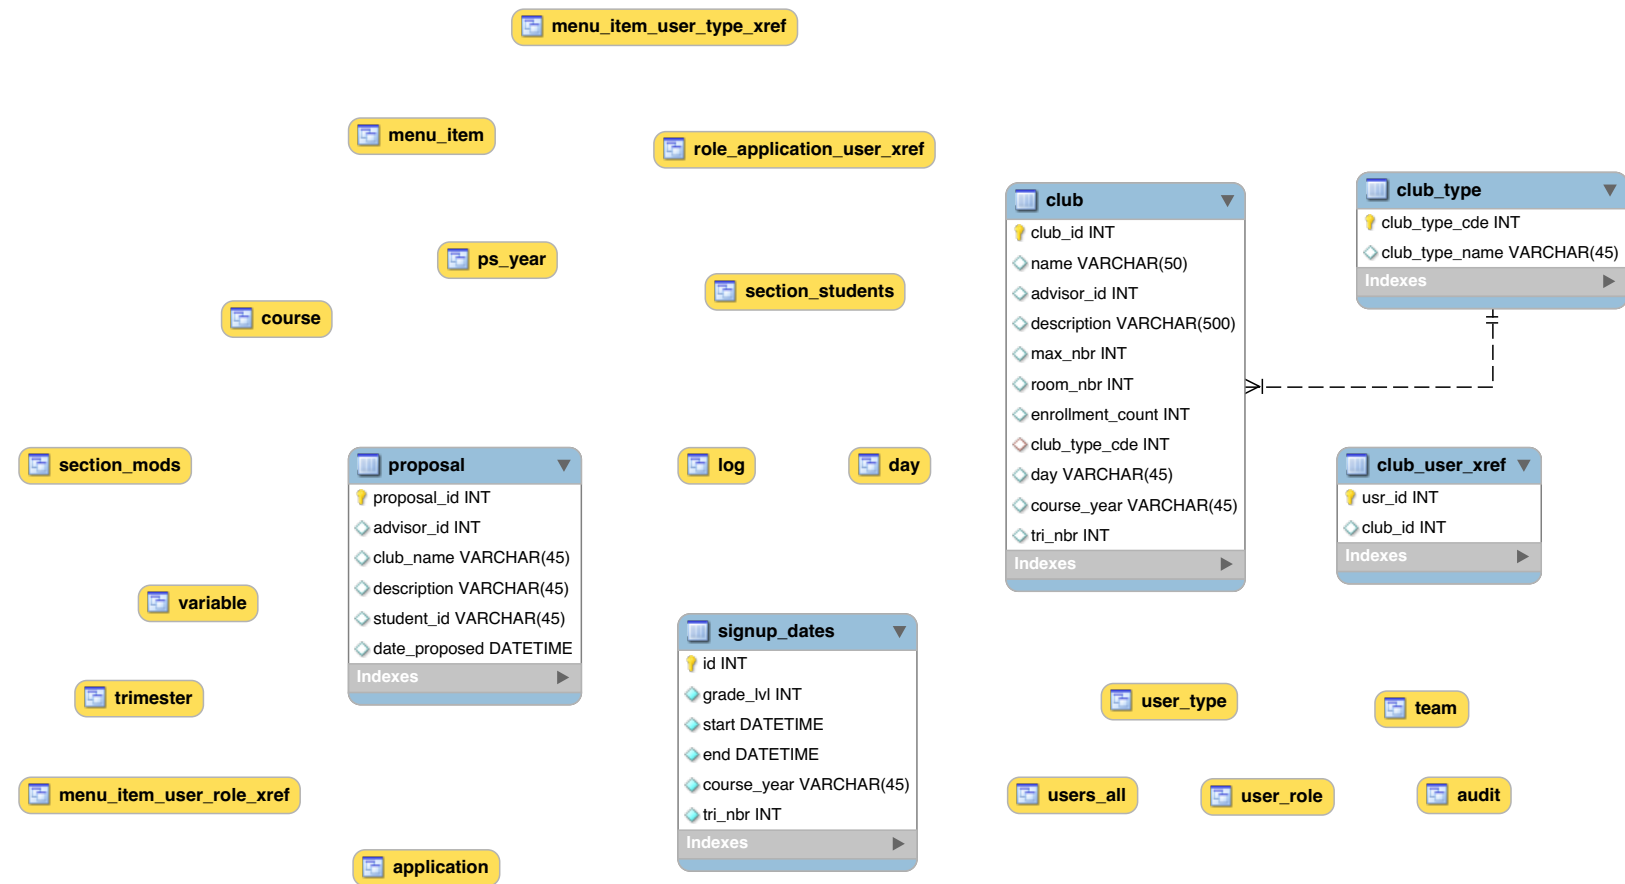 menu_item_user_type_xref
menu_item
role_application_user_xref
ps_year
section_students
course
club
club_id INT
name VARCHAR(50)
advisor_id INT
description VARCHAR(500)
max_nbr INT
room_nbr INT
enrollment_count INT
club_type_cde INT
day VARCHAR(45)
course_year VARCHAR(45)
tri_nbr INT
Indexes
club_type
club_type_cde INT
club_type_name VARCHAR(45)
Indexes
section_mods
proposal
proposal_id INT
advisor_id INT
club_name VARCHAR(45)
description VARCHAR(45)
student_id VARCHAR(45)
date_proposed DATETIME
Indexes
log
day
club_user_xref
usr_id INT
club_id INT
Indexes
variable
trimester
signup_dates
id INT
grade_lvl INT
start DATETIME
end DATETIME
course_year VARCHAR(45)
tri_nbr INT
Indexes
user_type
team
menu_item_user_role_xref
users_all
user_role
audit
application